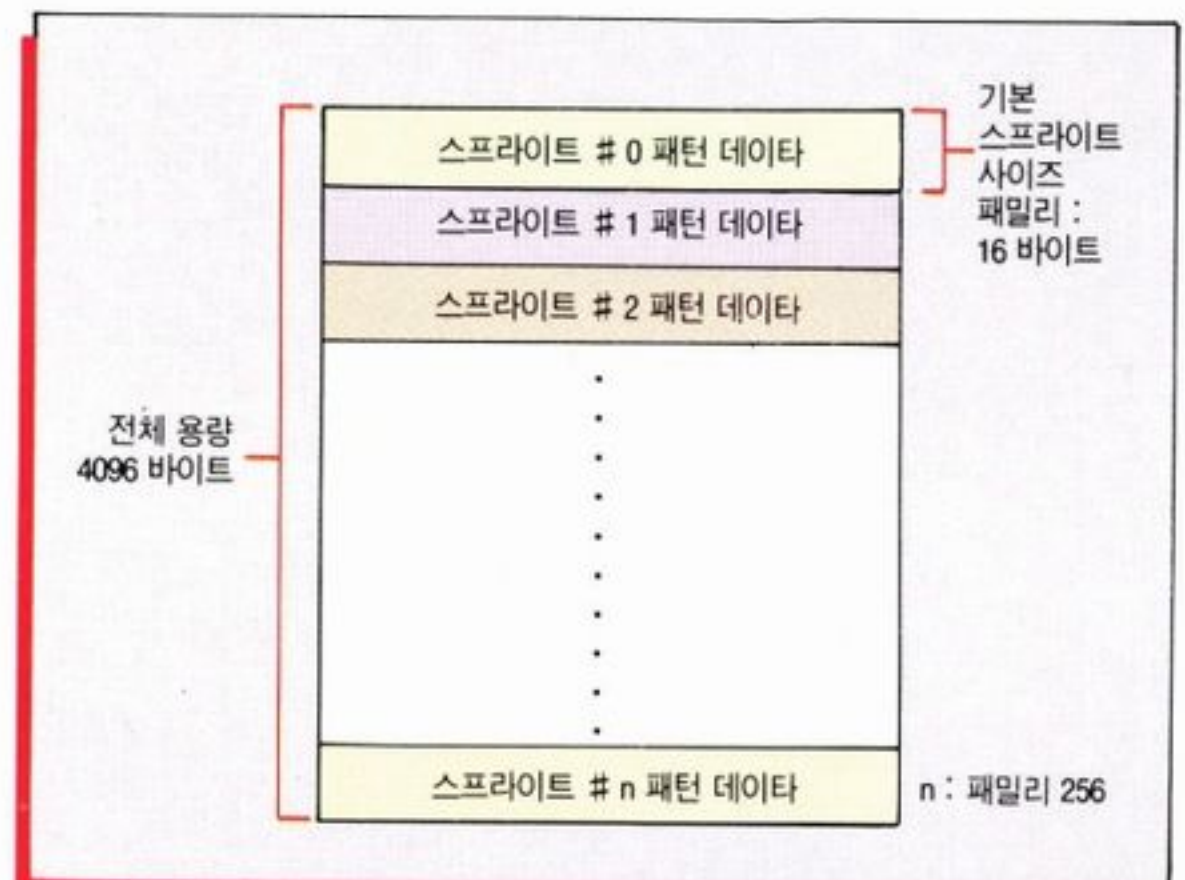 기본
스프라이트
사이즈
패밀리 :
16 바이트
스프라이트 # 0 패턴 데이타
스프라이트 # 1 패턴 데이타
스프라이트 # 2 패턴 데이타
전체 용량
4096 바이트
스프라이트 # n 패턴 데이타
n : 패밀리 256